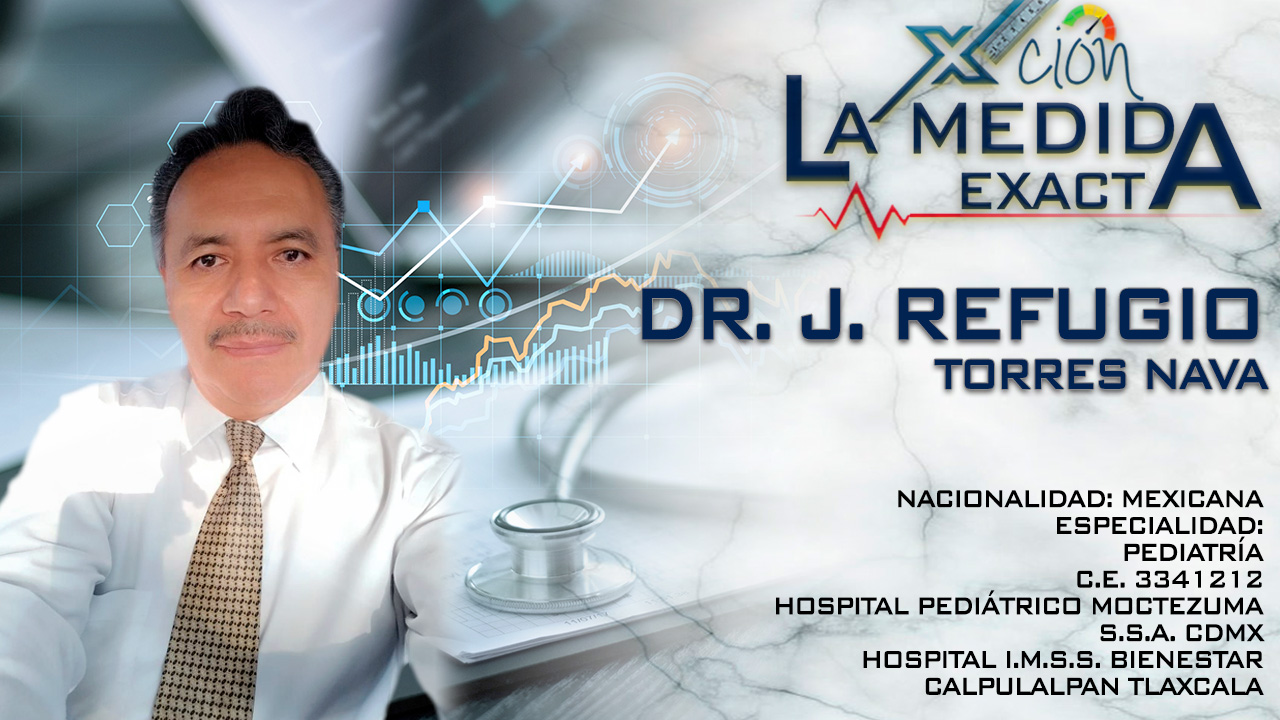 Xción
LA MEDIDA
EXACTA
DR. J. REFUGIO
TORRES NAVA
NACIONALIDAD: MEXICANA
ESPECIALIDAD:
PEDIATRÍA
C.E. 3341212
HOSPITAL PEDIÁTRICO MOCTEZUMA
S.S.A. CDMX
HOSPITAL I.M.S.S. BIENESTAR
CALPULALPAN TLAXCALA